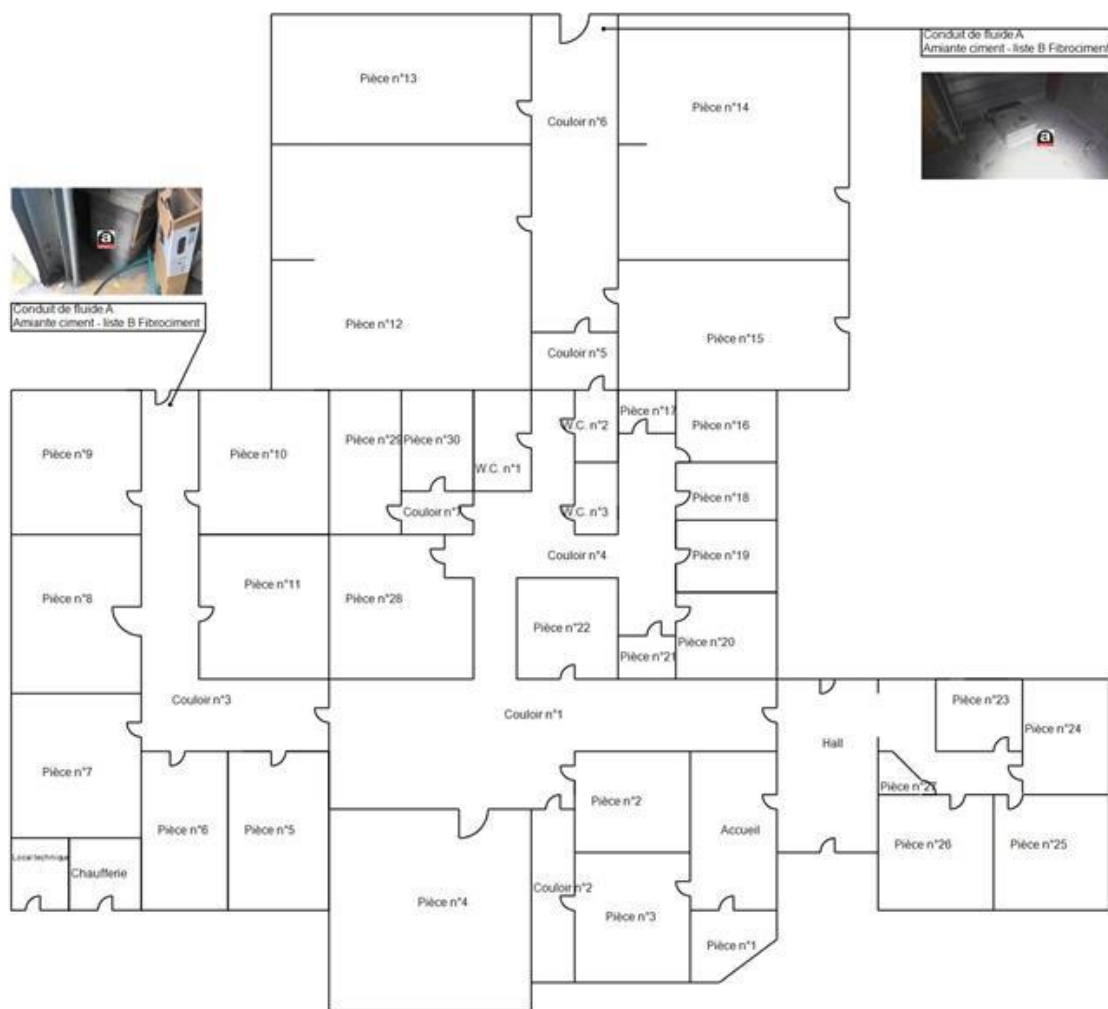 Conduit de fluide A
Amiante ciment - liste B Fibrociment
Pièce n°13
Pièce n°14
Couloir n°6
a
a
Conduit de fluide A
Amiante ciment - liste B Fibrociment
Pièce n°12
Pièce n°15
Couloir n°5
Pièce n°17
Pièce n°9
Pièce n°10
Pièce n°29
Pièce n°30
W.C. n°2
Pièce n°16
W.C. n°1
Pièce n°18
Couloir n°7
W.C. n°3
Couloir n°4
Pièce n°19
Pièce n°8
Pièce n°11
Pièce n°28
Pièce n°22
Pièce n°20
Pièce n°21
Couloir n°3
Couloir n°1
Pièce n°23
Pièce n°24
Hall
Pièce n°7
Pièce n°27
Pièce n°2
Pièce n°6
Pièce n°5
Accueil
Pièce n°26
Pièce n°25
Local technique
Chaufferie
Couloir n°2
Pièce n°4
Pièce n°3
Pièce n°1